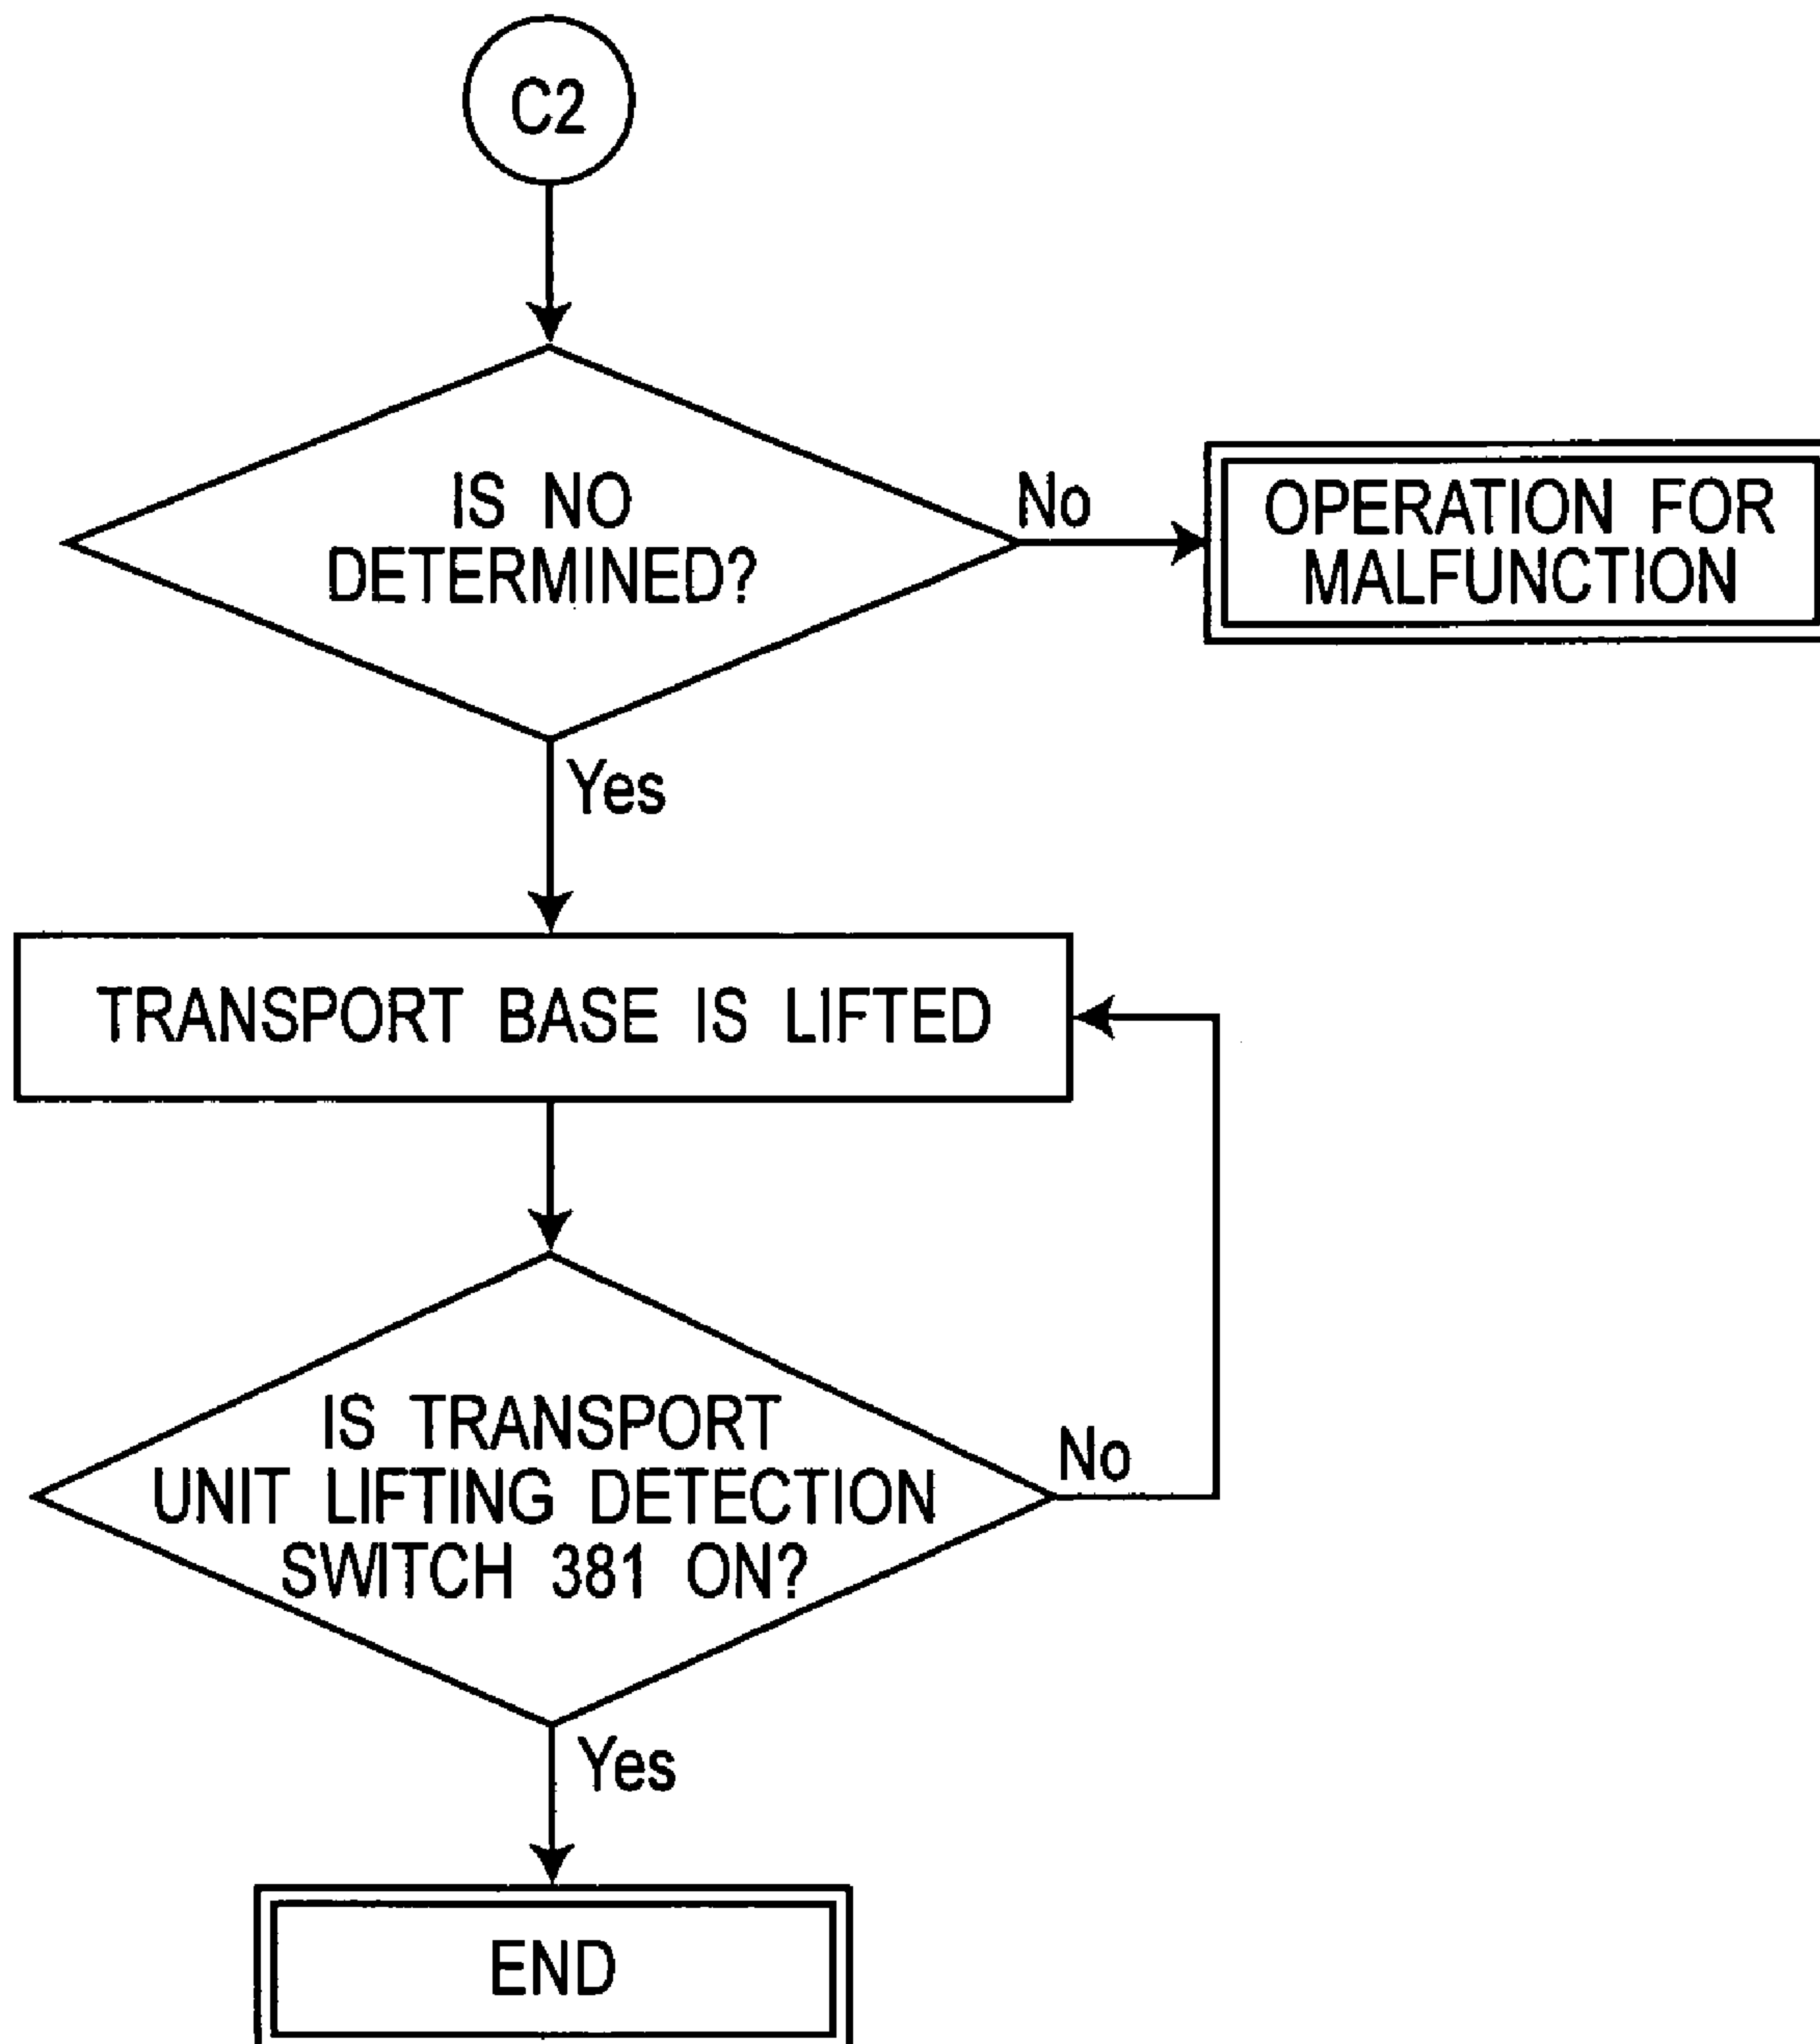 C2
IS NO
DETERMINED?
No
OPERATION FOR
MALFUNCTION
Yes
TRANSPORT BASE IS LIFTED
IS TRANSPORT
UNIT LIFTING DETECTION
SWITCH 381 ON?
No
Yes
END